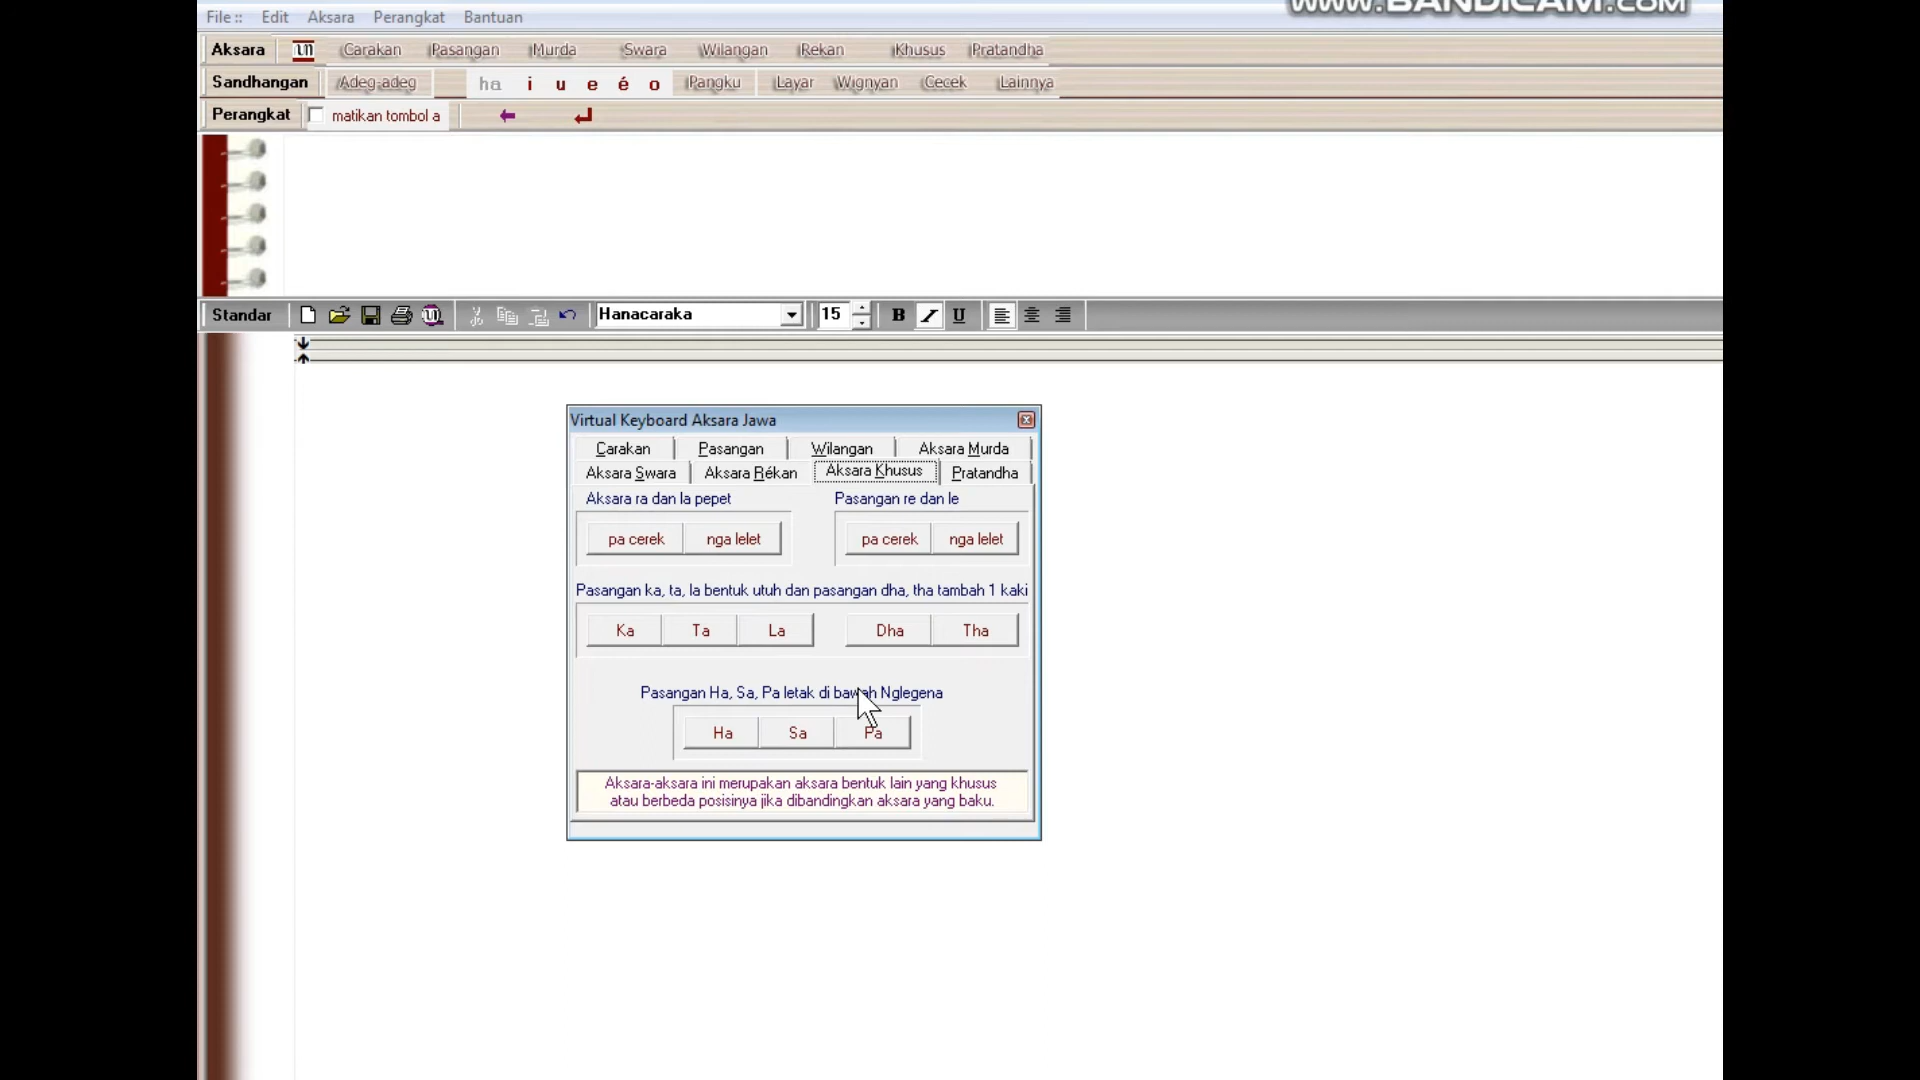 www.BANDICAM.com
File :: Edit Aksara Perangkat Bantuan
Aksara Carakan Pasangan Murda Swara Wilangan Rekan Khusus Pratandha
Sandhangan Adeg-adeg ha i u e é o Pangku Layar Wignyan Cecek Lainnya
Perangkat matikan tombol a
Standar Hanacaraka 15 B I U
Virtual Keyboard Aksara Jawa
Carakan Pasangan Wilangan Aksara Murda
Aksara Swara Aksara Rékan Aksara Khusus Pratandha
Aksara ra dan la pepet Pasangan re dan le
pa cerek nga lelet pa cerek nga lelet
Pasangan ka, ta, la bentuk utuh dan pasangan dha, tha tambah 1 kaki
Ka Ta La Dha Tha
Pasangan Ha, Sa, Pa letak di bawah Nglegena
Ha Sa Pa
Aksara-aksara ini merupakan aksara bentuk lain yang khusus
atau berbeda posisinya jika dibandingkan aksara yang baku.